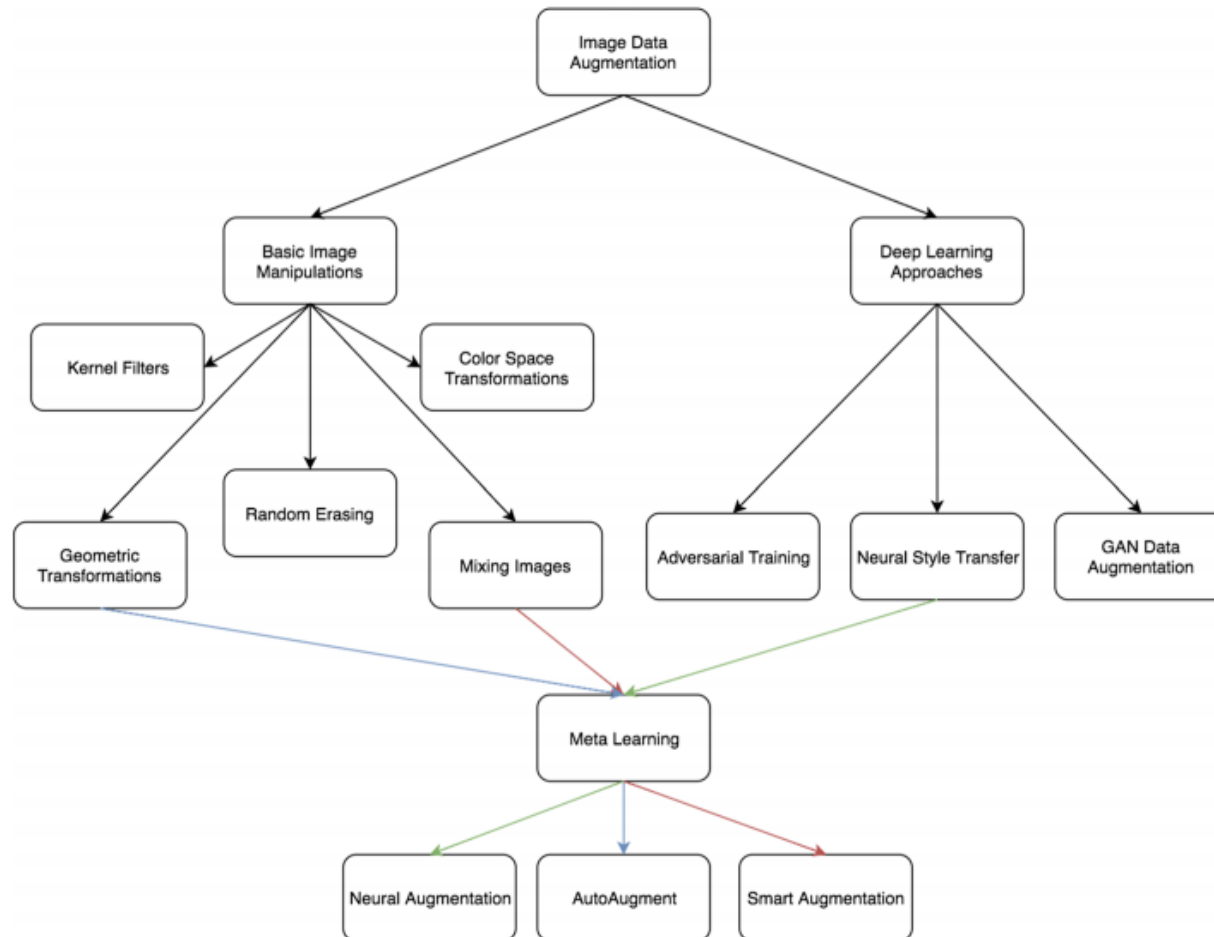 Image Data
Augmentation
Basic Image
Manipulations
Deep Learning
Approaches
Kernel Filters
Color Space
Transformations
Random Erasing
Geometric
Transformations
Mixing Images
Adversarial Training
Neural Style Transfer
GAN Data
Augmentation
Meta Learning
Neural Augmentation
AutoAugment
Smart Augmentation